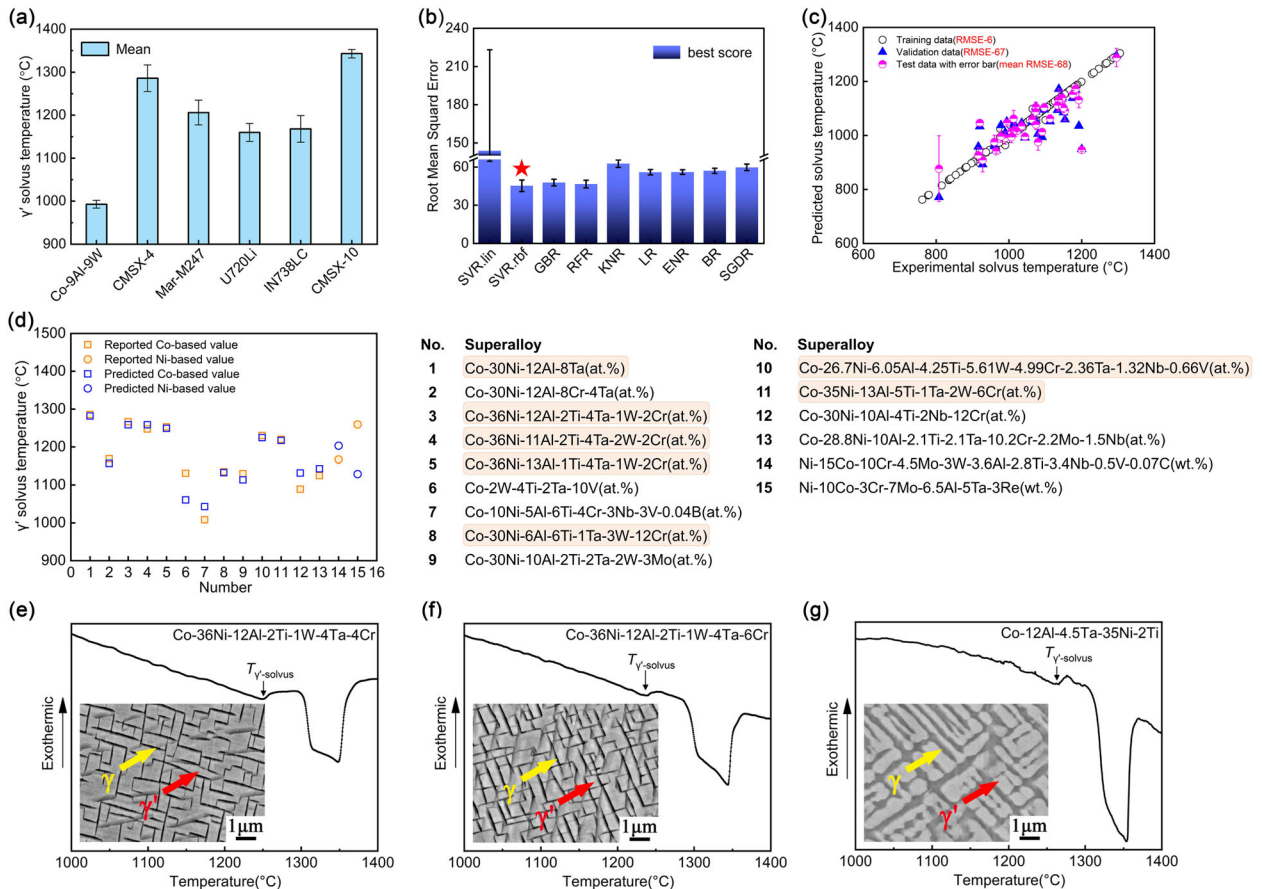 (a)
γ′ solvus temperature (°C)
1400
1300
1200
1100
1000
900
Mean
Co-9Al-9W
CMSX-4
Mar-M247
U720Li
IN738LC
CMSX-10
(b)
Root Mean Squard Error
240
210
150
60
30
0
best score
SVR.lin
SVR.rbf
GBR
RFR
KNR
LR
ENR
BR
SGDR
(c)
Predicted solvus temperature (°C)
1400
1200
1000
800
600
Training data(RMSE-6)
Validation data(RMSE-67)
Test data with error bar(mean RMSE-68)
600 800 1000 1200 1400
Experimental solvus temperature (°C)
(d)
γ′ solvus temperature (°C)
1500
1400
1300
1200
1100
1000
900
Reported Co-based value
Reported Ni-based value
Predicted Co-based value
Predicted Ni-based value
0 1 2 3 4 5 6 7 8 9 10 11 12 13 14 15 16
Number
No. Superalloy
1 Co-30Ni-12Al-8Ta(at.%)
2 Co-30Ni-12Al-8Cr-4Ta(at.%)
3 Co-36Ni-12Al-2Ti-4Ta-1W-2Cr(at.%)
4 Co-36Ni-11Al-2Ti-4Ta-2W-2Cr(at.%)
5 Co-36Ni-13Al-1Ti-4Ta-1W-2Cr(at.%)
6 Co-2W-4Ti-2Ta-10V(at.%)
7 Co-10Ni-5Al-6Ti-4Cr-3Nb-3V-0.04B(at.%)
8 Co-30Ni-6Al-6Ti-1Ta-3W-12Cr(at.%)
9 Co-30Ni-10Al-2Ti-2Ta-2W-3Mo(at.%)
No. Superalloy
10 Co-26.7Ni-6.05Al-4.25Ti-5.61W-4.99Cr-2.36Ta-1.32Nb-0.66V(at.%)
11 Co-35Ni-13Al-5Ti-1Ta-2W-6Cr(at.%)
12 Co-30Ni-10Al-4Ti-2Nb-12Cr(at.%)
13 Co-28.8Ni-10Al-2.1Ti-2.1Ta-10.2Cr-2.2Mo-1.5Nb(at.%)
14 Ni-15Co-10Cr-4.5Mo-3W-3.6Al-2.8Ti-3.4Nb-0.5V-0.07C(wt.%)
15 Ni-10Co-3Cr-7Mo-6.5Al-5Ta-3Re(wt.%)
(e)
Co-36Ni-12Al-2Ti-1W-4Ta-4Cr
Tγ′-solvus
Exothermic
γ
γ'
1μm
1000 1100 1200 1300 1400
Temperature(°C)
(f)
Co-36Ni-12Al-2Ti-1W-4Ta-6Cr
Tγ′-solvus
Exothermic
γ
γ'
1μm
1000 1100 1200 1300 1400
Temperature(°C)
(g)
Co-12Al-4.5Ta-35Ni-2Ti
Tγ′-solvus
Exothermic
γ
γ'
1μm
1000 1100 1200 1300 1400
Temperature(°C)